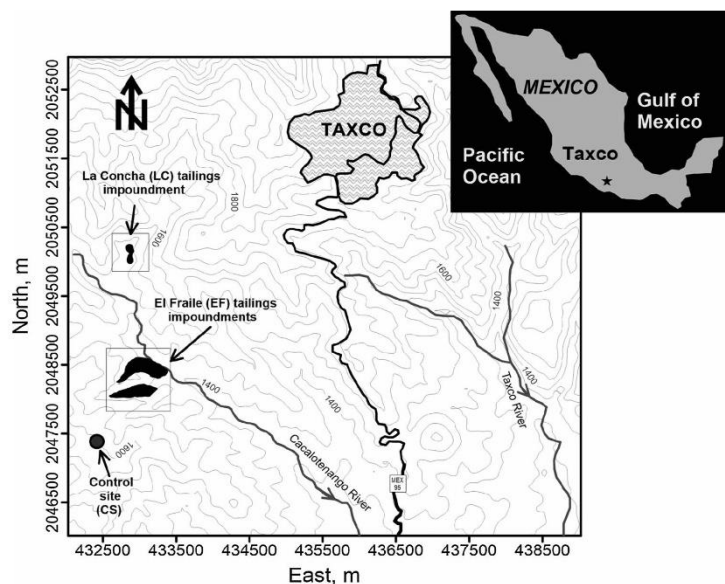 2052500
2051500
2050500
2049500
2048500
2047500
2046500
North, m
N
TAXCO
La Concha (LC) tailings
impoundment
1800
1600
El Fraile (EF) tailings
impoundments
1400
1600
1400
1400
Taxco River
Cacalotenango River
1600
Control
site
(CS)
MEX
95
432500 433500 434500 435500 436500 437500 438500
East, m
MEXICO
Gulf of
Mexico
Pacific
Ocean
Taxco